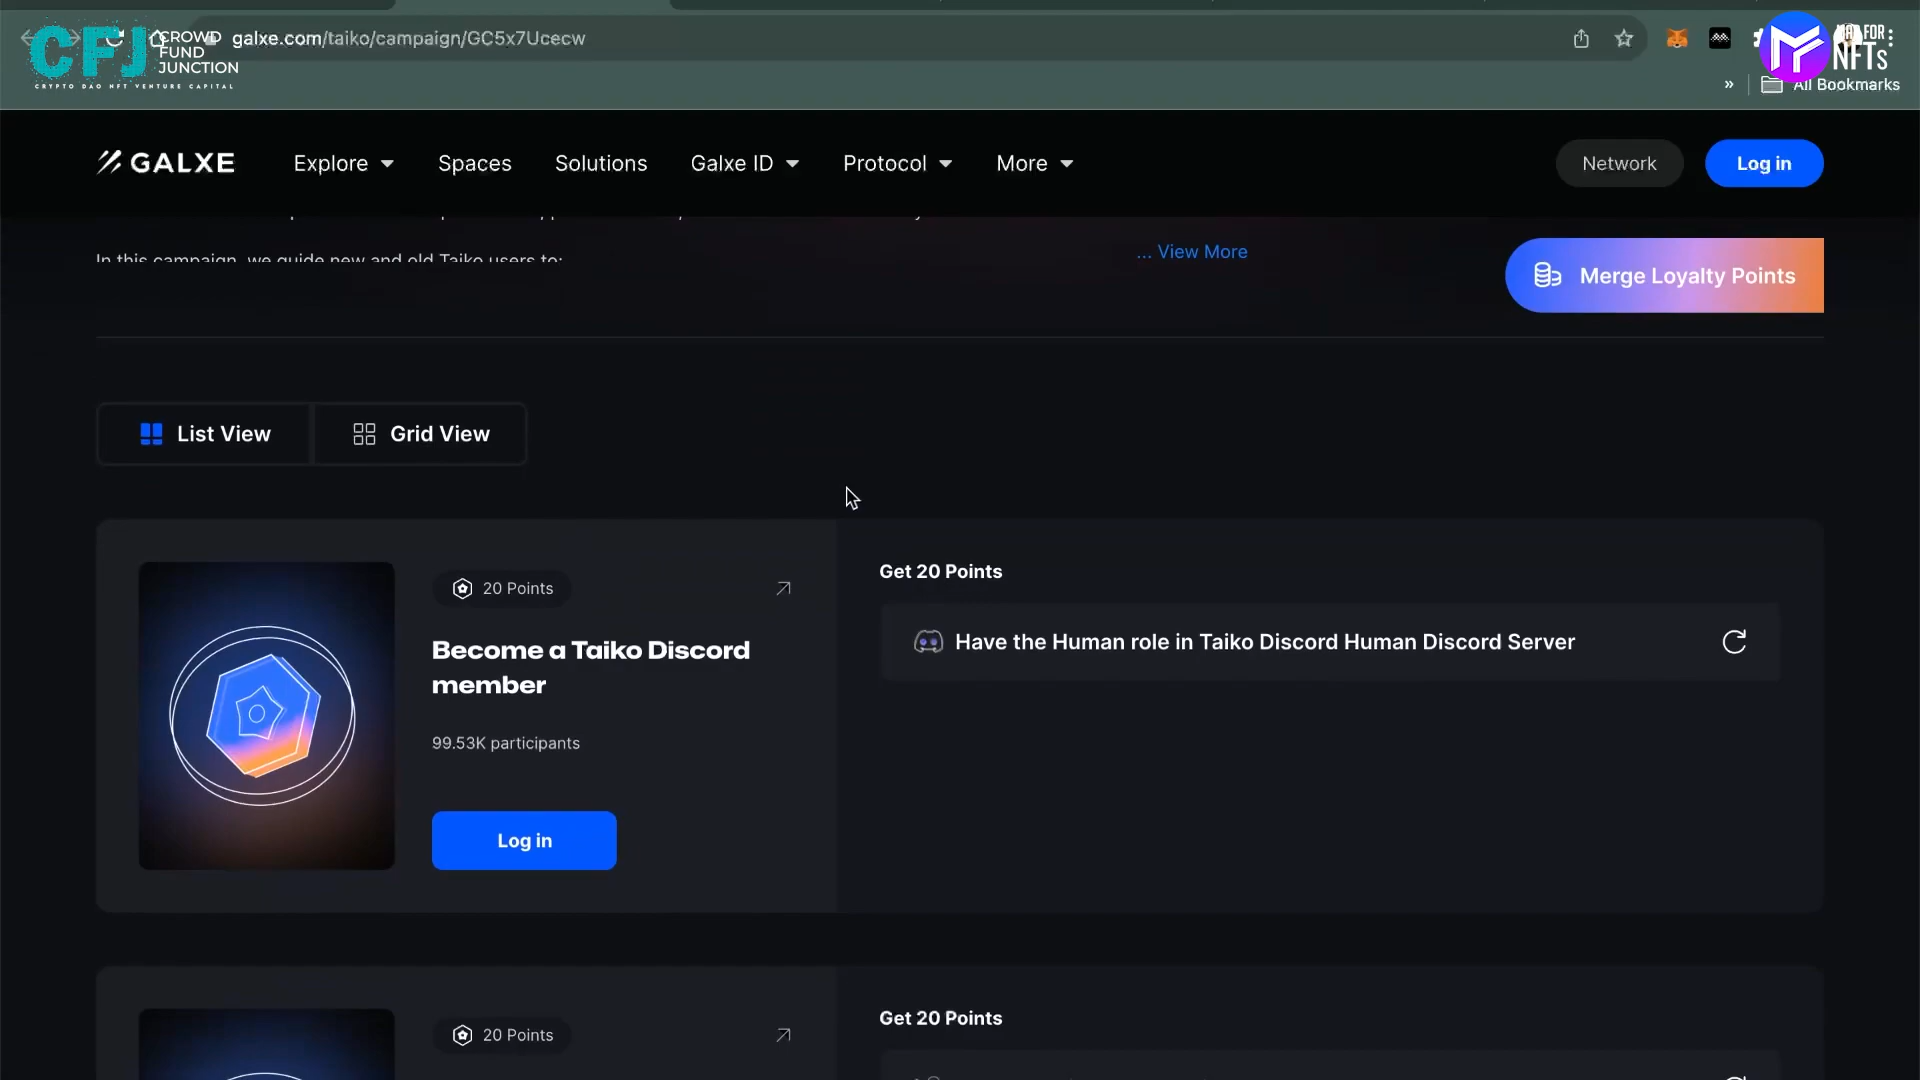 CFJ CROWD FUND JUNCTION
CRYPTO DAO NFT VENTURE CAPITAL
galxe.com/taiko/campaign/GC5x7Ucecw
FOR NFTs
» All Bookmarks
GALXE Explore Spaces Solutions Galxe ID Protocol More Network Log in
In this campaign, we guide new and old Taiko users to:
... View More
Merge Loyalty Points
List View Grid View
20 Points
Become a Taiko Discord
member
99.53K participants
Log in
Get 20 Points
Have the Human role in Taiko Discord Human Discord Server
20 Points
Get 20 Points